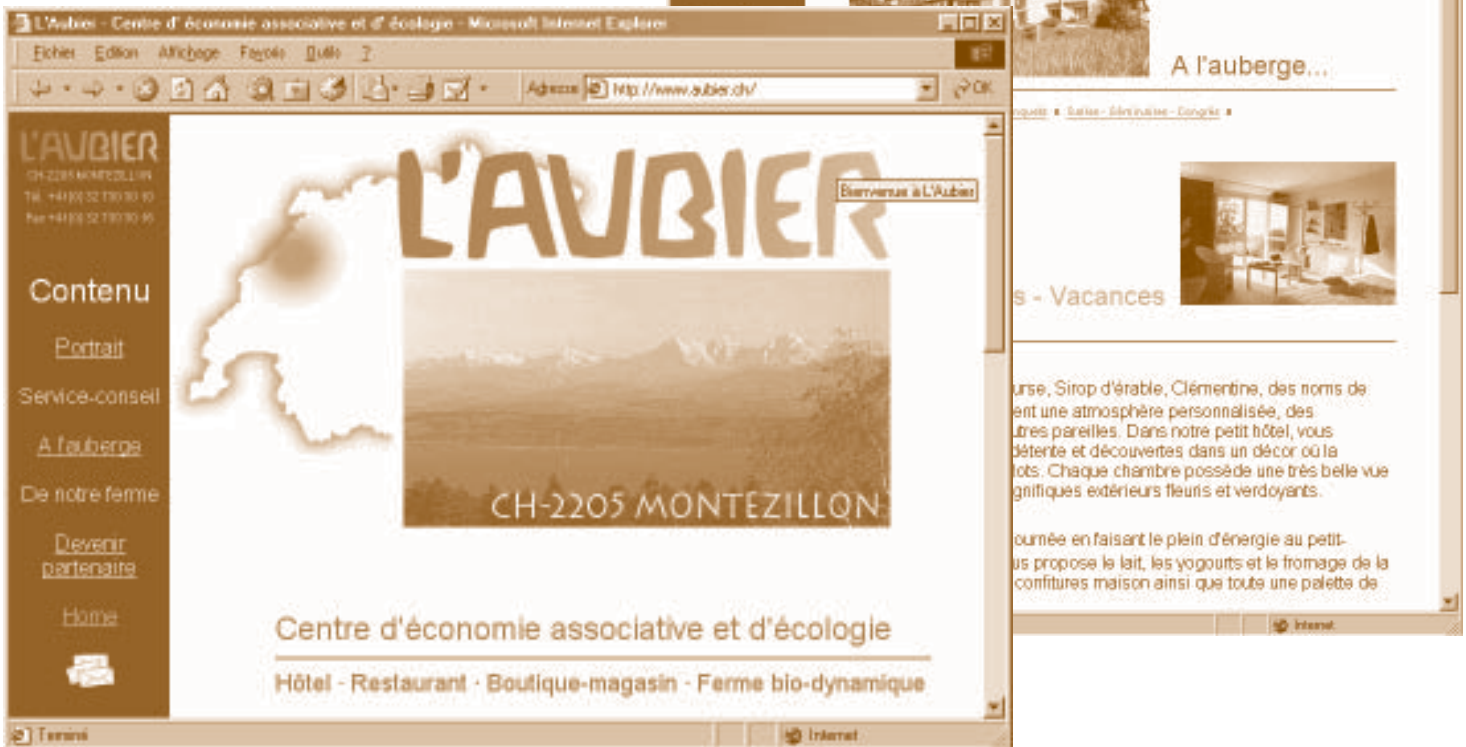 L'Aubier - Centre d' économie associative et d' écologie - Microsoft Internet Explorer
Fichier Edition Affichage Favoris Outils ?
Adresse http://www.aubier.ch/ OK
L'AUBIER
CH-2205 MONTEZILLON
Contenu
Portrait
Service-conseil
A l'auberge
De notre ferme
Devenir
partenaire
Home
L'AUBIER
Bienvenue à L'Aubier
CH-2205 MONTEZILLON
Centre d'économie associative et d'écologie
Hôtel - Restaurant · Boutique-magasin - Ferme bio-dynamique
Terminé
Internet
A l'auberge...
Salles - Séminaires - Congrès
s - Vacances
urse, Sirop d'érable, Clémentine, des noms de
ent une atmosphère personnalisée, des
utres pareilles. Dans notre petit hôtel, vous
détente et découvertes dans un décor où la
lots. Chaque chambre possède une très belle vue
gnifiques extérieurs fleuris et verdoyants.
ournée en faisant le plein d'énergie au petit-
us propose le lait, les yogourts et le fromage de la
confitures maison ainsi que toute une palette de
Internet